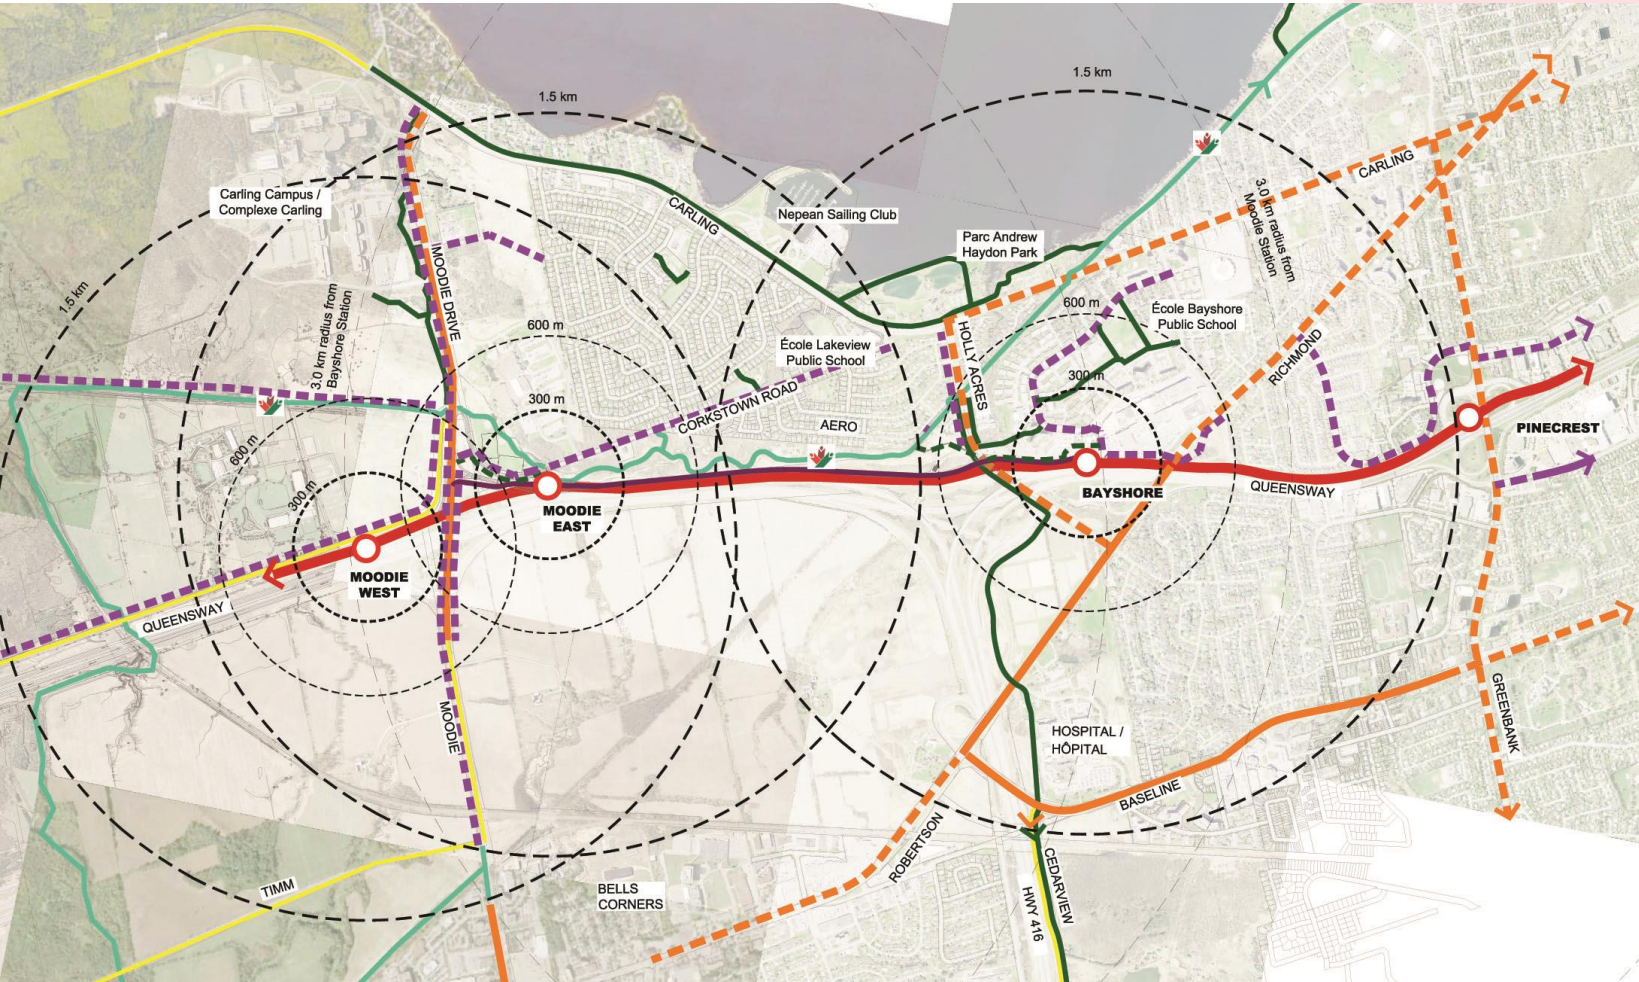 1.5 km
1.5 km
Carling Campus /
Complexe Carling
CARLING
Nepean Sailing Club
Parc Andrew
Haydon Park
CARLING
3.0 km radius from
Moodie Station
MOODIE DRIVE
1.5 km
3.0 km radius from
Bayshore Station
600 m
École Lakeview
Public School
HOLLY ACRES
600 m
École Bayshore
Public School
RICHMOND
300 m
300 m
CORKSTOWN ROAD
AERO
600 m
300 m
PINECREST
MOODIE
EAST
BAYSHORE
QUEENSWAY
MOODIE
WEST
QUEENSWAY
MOODIE
HOSPITAL /
HÔPITAL
GREENBANK
BASELINE
ROBERTSON
TIMM
BELLS
CORNERS
CEDARVIEW
HWY 416